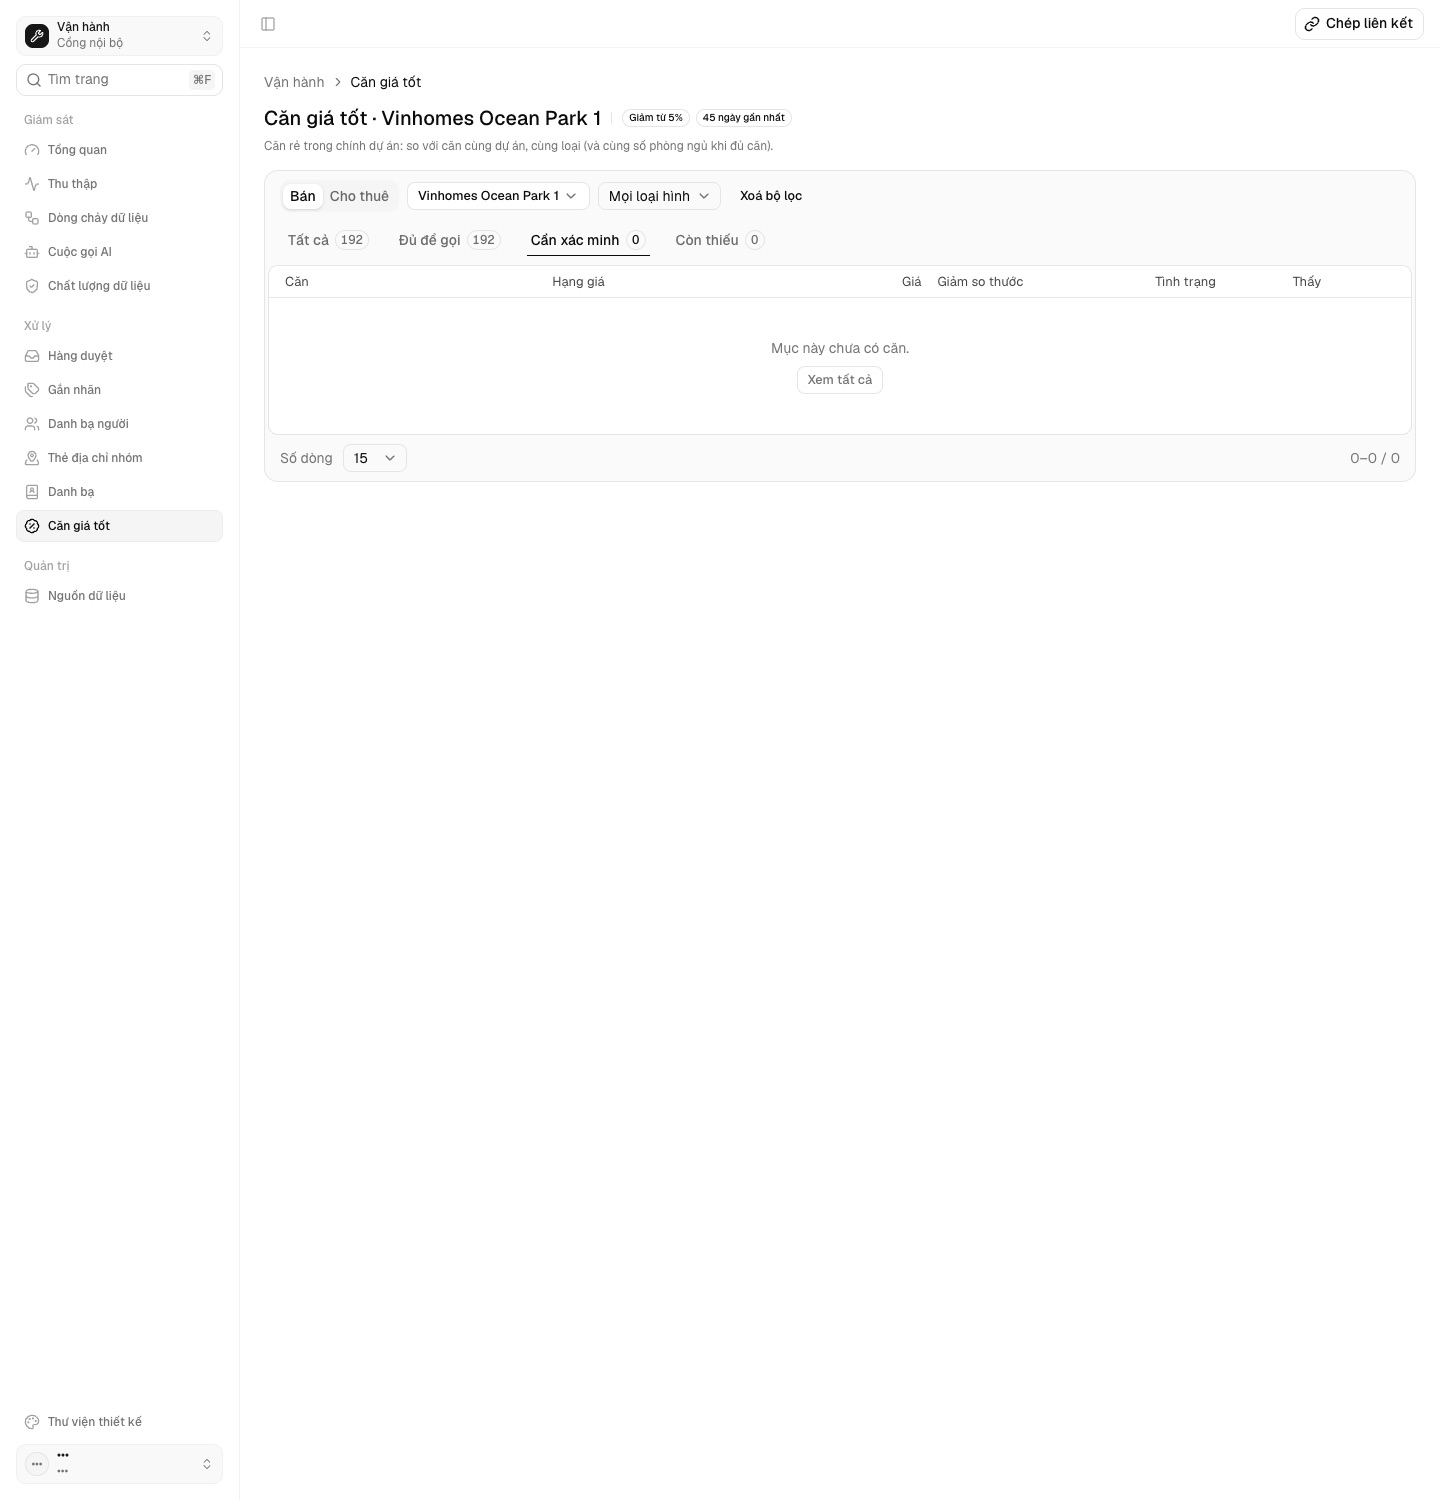 Vận hành
Cổng nội bộ
Tìm trang
⌘F
Giám sát
Tổng quan
Thu thập
Dòng chảy dữ liệu
Cuộc gọi AI
Chất lượng dữ liệu
Xử lý
Hàng duyệt
Gắn nhãn
Danh bạ người
Thẻ địa chỉ nhóm
Danh bạ
Căn giá tốt
Quản trị
Nguồn dữ liệu
Thư viện thiết kế
•••
•••
•••
Chép liên kết
Vận hành > Căn giá tốt
Căn giá tốt · Vinhomes Ocean Park 1 Giảm từ 5% 45 ngày gần nhất
Căn rẻ trong chính dự án: so với căn cùng dự án, cùng loại (và cùng số phòng ngủ khi đủ căn).
Bán Cho thuê Vinhomes Ocean Park 1 Mọi loại hình Xoá bộ lọc
Tất cả 192 Đủ để gọi 192 Cần xác minh 0 Còn thiếu 0
Căn Hạng giá Giá Giảm so thước Tình trạng Thấy
Mục này chưa có căn.
Xem tất cả
Số dòng 15 0–0 / 0